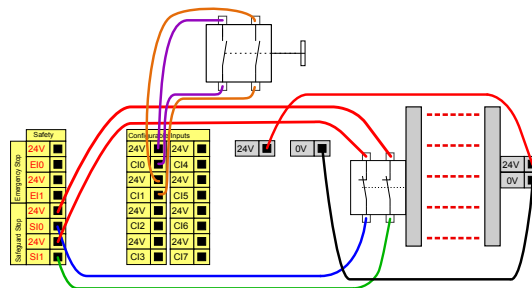 Safety
Emergency Stop
24V
EI0
24V
EI1
Safeguard Stop
24V
SI0
24V
SI1
Configurable Inputs
24V 24V
CI0 CI4
24V 24V
CI1 CI5
24V 24V
CI2 CI6
24V 24V
CI3 CI7
24V
0V
24V
0V